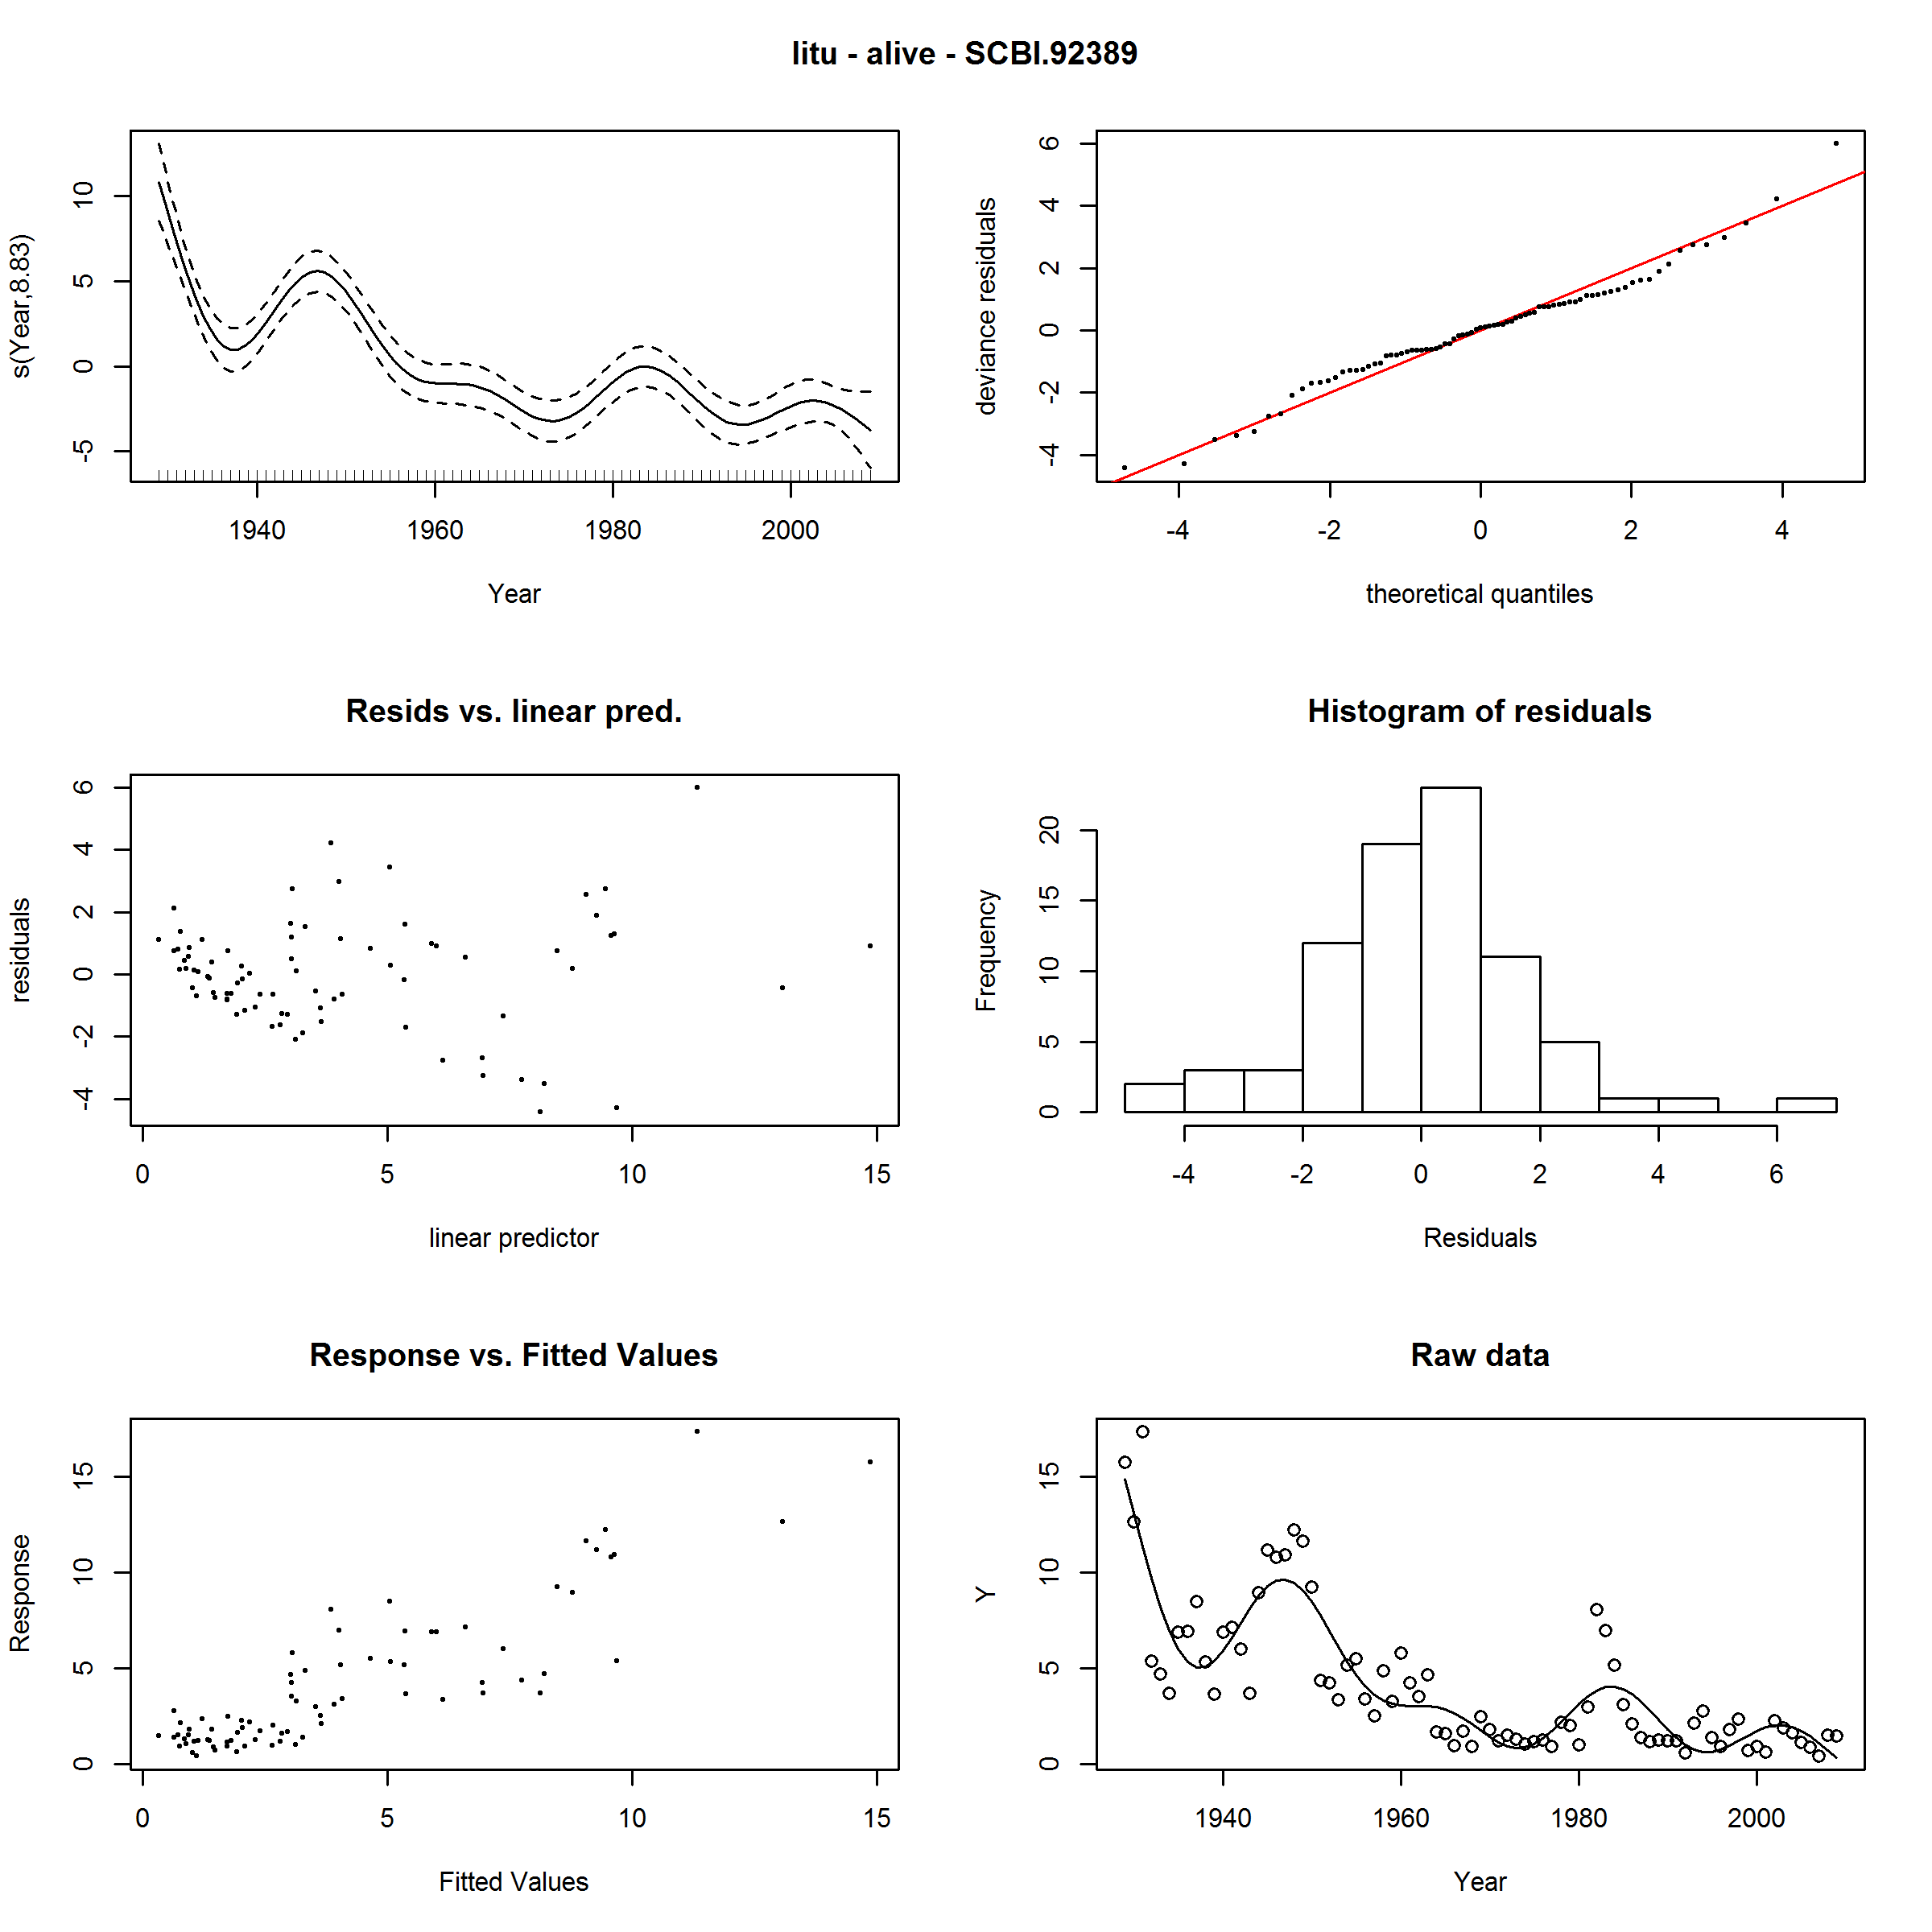 litu - alive - SCBI.92389
s(Year,8.83)
10
5
0
-5
1940 1960 1980 2000
Year
deviance residuals
6
4
2
0
-2
-4
-4 -2 0 2 4
theoretical quantiles
Resids vs. linear pred.
residuals
6
4
2
0
-2
-4
0 5 10 15
linear predictor
Histogram of residuals
Frequency
20
15
10
5
0
-4 -2 0 2 4 6
Residuals
Response vs. Fitted Values
Response
15
10
5
0
0 5 10 15
Fitted Values
Raw data
Y
15
10
5
0
1940 1960 1980 2000
Year